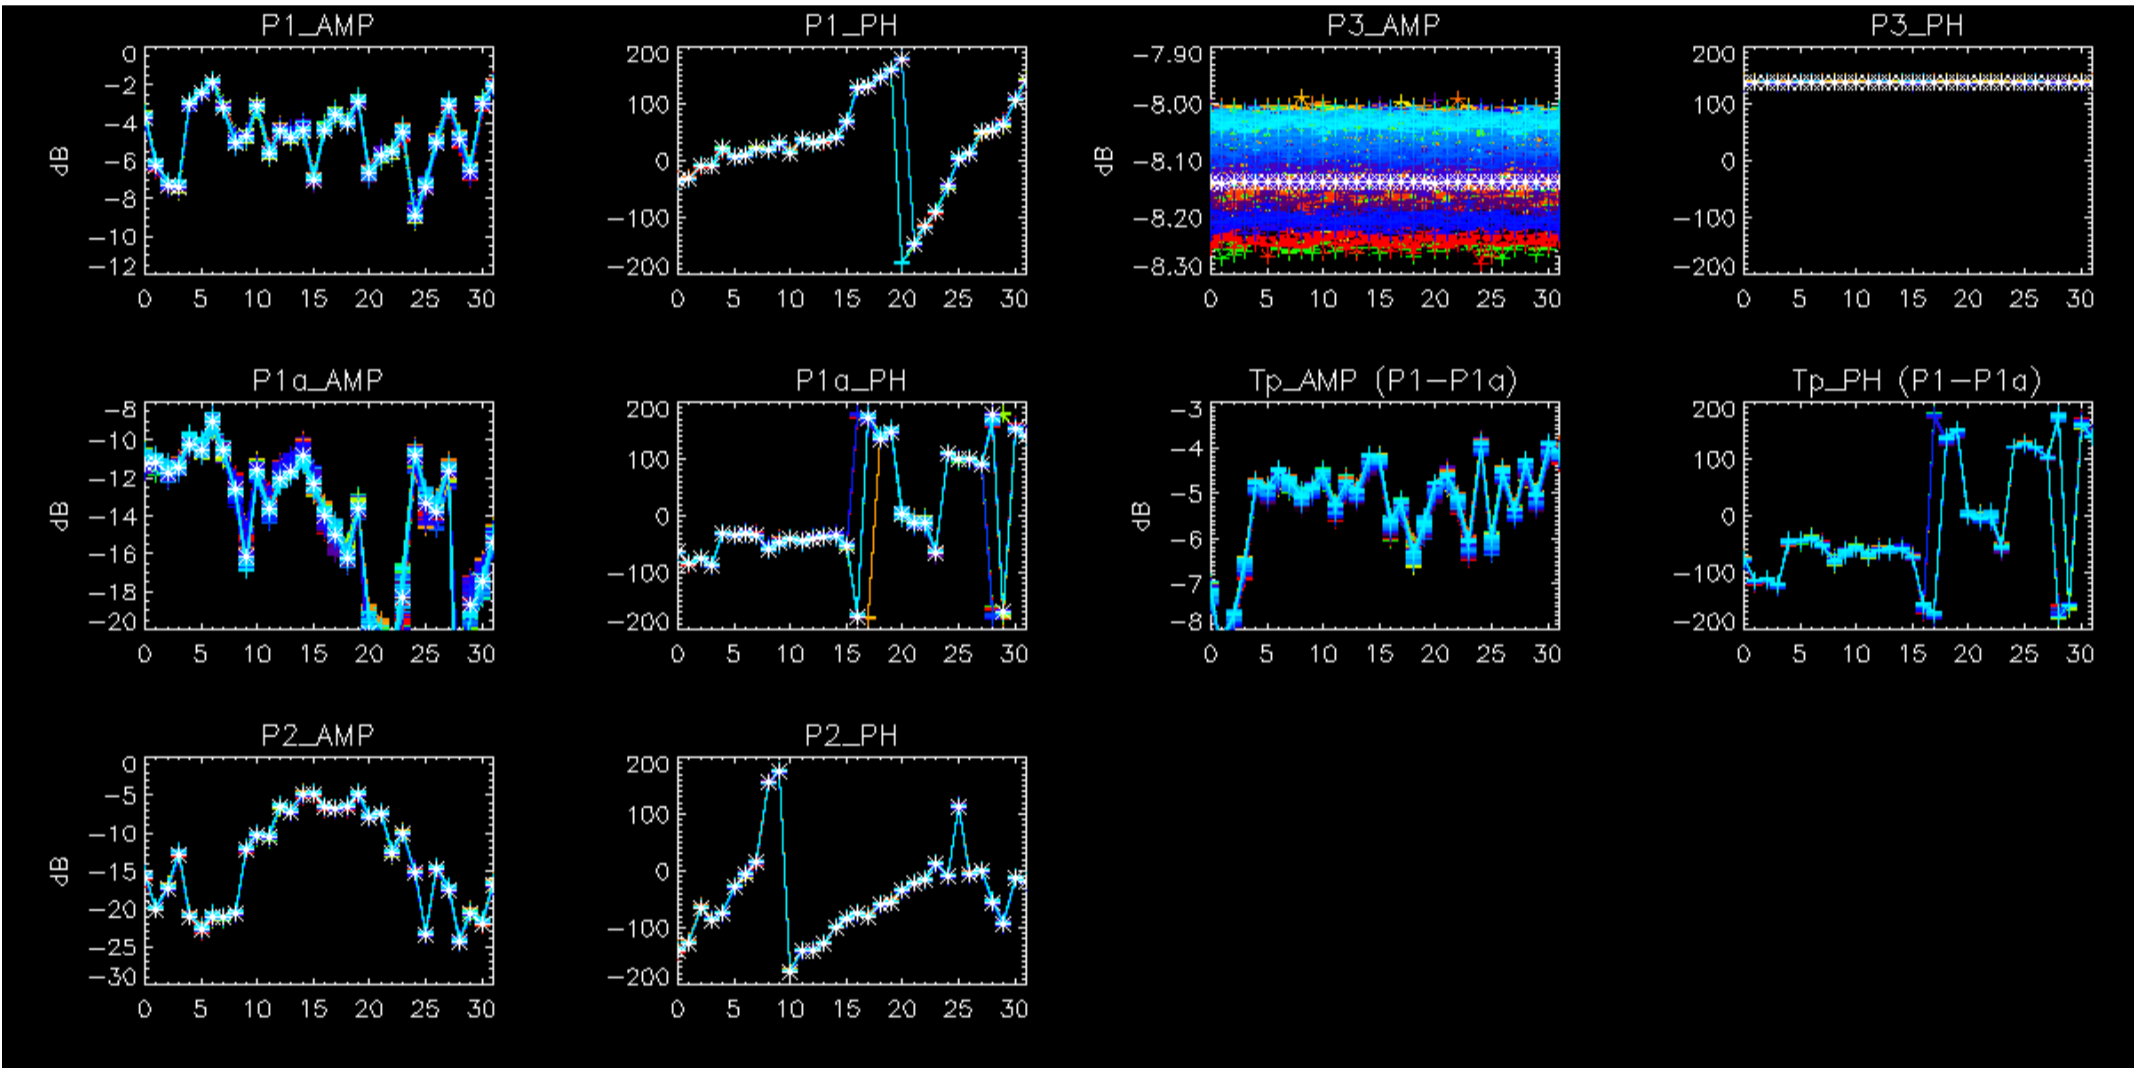 P1_AMP P1_PH P3_AMP P3_PH
0 200 -7.90 200
-2 100 -8.00 100
-4 0 -8.10 0
-6 -100 -8.20 -100
-8 -200 -8.30 -200
-10
-12
dB dB
0 5 10 15 20 25 30 0 5 10 15 20 25 30 0 5 10 15 20 25 30 0 5 10 15 20 25 30
P1a_AMP P1a_PH Tp_AMP (P1-P1a) Tp_PH (P1-P1a)
-8 200 -3 200
-10 100 -4 100
-12 0 -5 0
-14 -100 -6 -100
-16 -200 -7 -200
-18 -8
-20
dB dB
0 5 10 15 20 25 30 0 5 10 15 20 25 30 0 5 10 15 20 25 30 0 5 10 15 20 25 30
P2_AMP P2_PH
0 200
-5 100
-10 0
-15 -100
-20 -200
-25
-30
dB
0 5 10 15 20 25 30 0 5 10 15 20 25 30